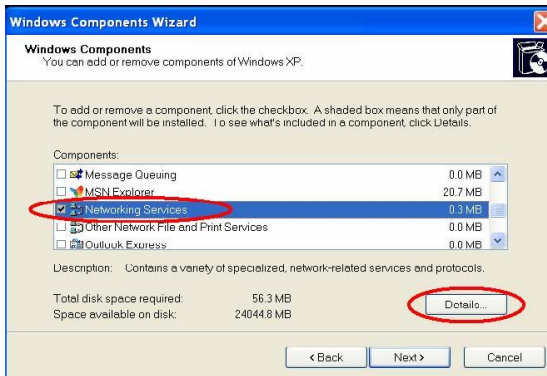 Windows Components Wizard
Windows Components
You can add or remove components of Windows XP.
To add or remove a component, click the checkbox. A shaded box means that only part of
the component will be installed. To see what's included in a component, click Details.
Components:
Message Queuing 0.0 MB
MSN Explorer 20.7 MB
Networking Services 0.3 MB
Other Network File and Print Services 0.0 MB
Outlook Express 0.0 MB
Description: Contains a variety of specialized, network-related services and protocols.
Total disk space required: 56.3 MB
Space available on disk: 24044.8 MB
Details...
< Back Next > Cancel